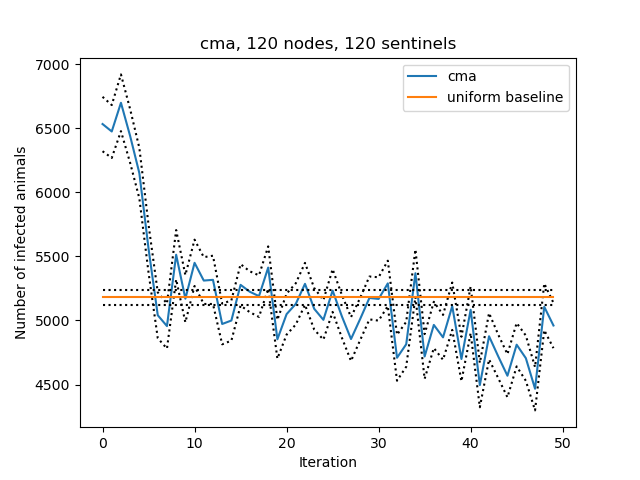 cma, 120 nodes, 120 sentinels
cma
uniform baseline
Number of infected animals
7000
6500
6000
5500
5000
4500
0 10 20 30 40 50
Iteration